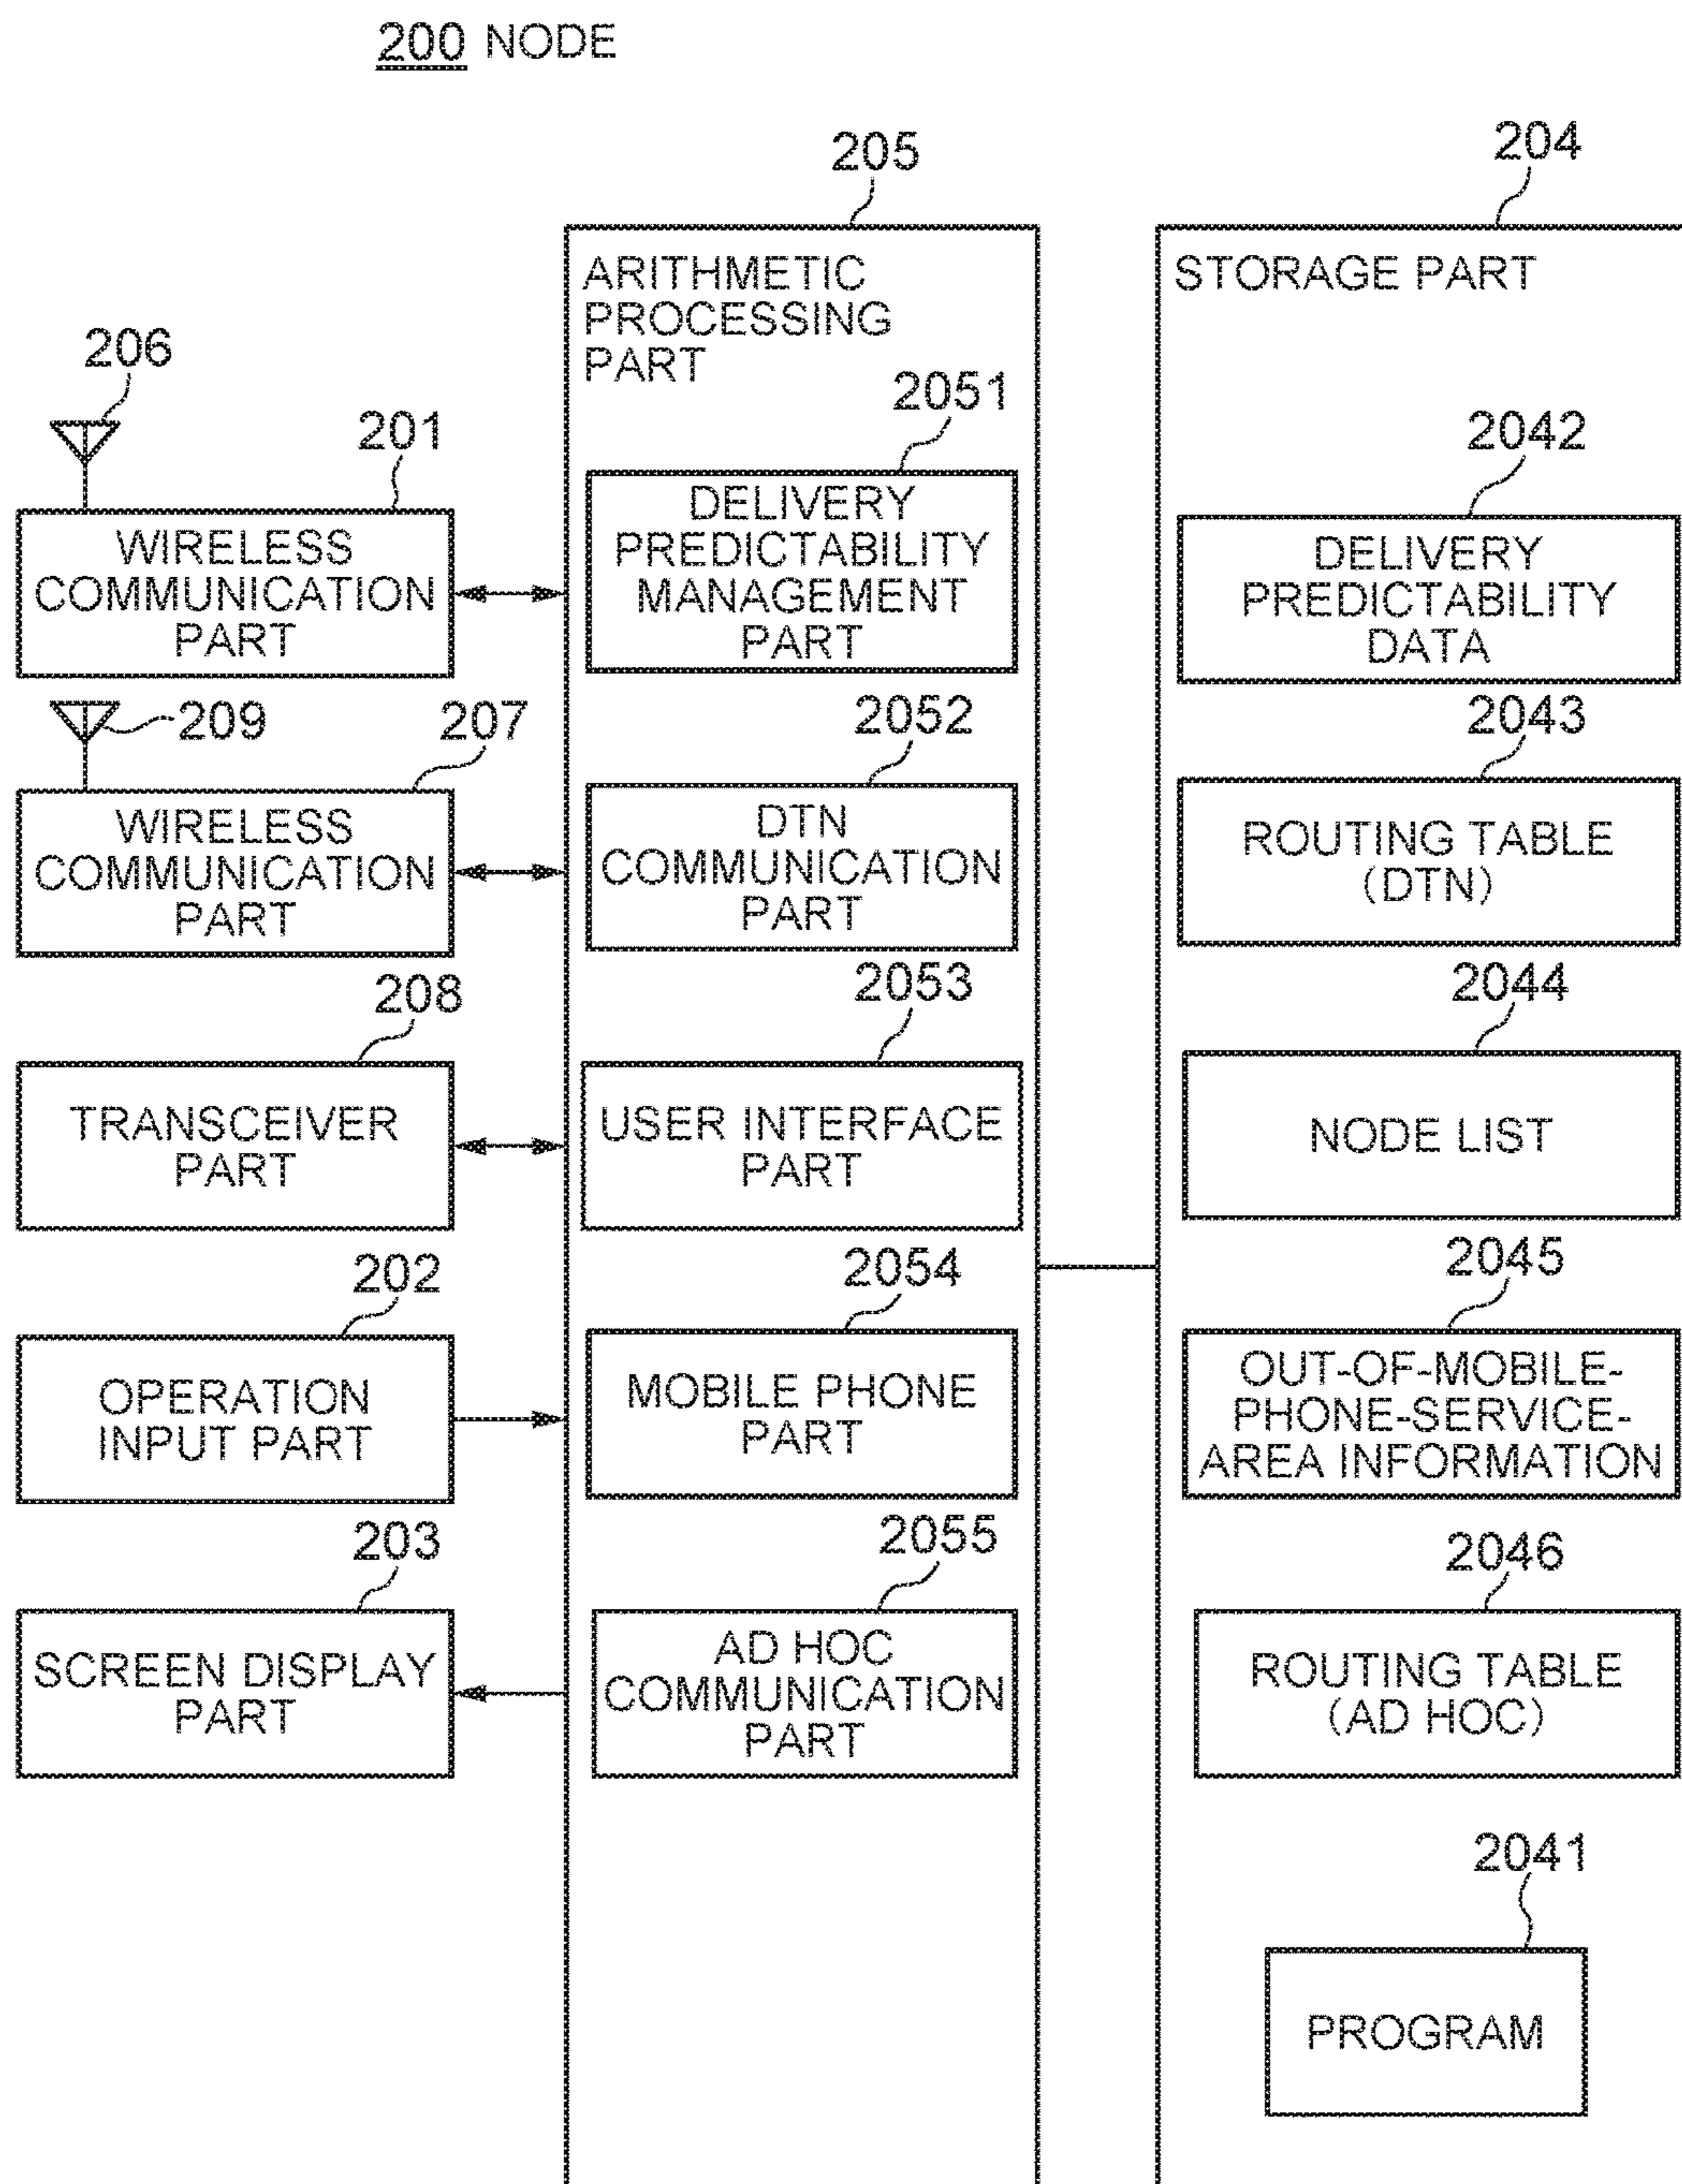 200 NODE
205
204
ARITHMETIC
PROCESSING
PART
STORAGE PART
206
201
WIRELESS
COMMUNICATION
PART
209
207
WIRELESS
COMMUNICATION
PART
208
TRANSCEIVER
PART
202
OPERATION
INPUT PART
203
SCREEN DISPLAY
PART
2051
DELIVERY
PREDICTABILITY
MANAGEMENT
PART
2052
DTN
COMMUNICATION
PART
2053
USER INTERFACE
PART
2054
MOBILE PHONE
PART
2055
AD HOC
COMMUNICATION
PART
2042
DELIVERY
PREDICTABILITY
DATA
2043
ROUTING TABLE
(DTN)
2044
NODE LIST
2045
OUT-OF-MOBILE-
PHONE-SERVICE-
AREA INFORMATION
2046
ROUTING TABLE
(AD HOC)
2041
PROGRAM